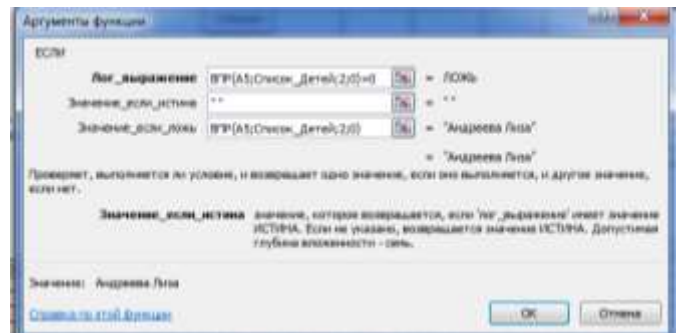 Аргументы функции
ЕСЛИ
Лог_выражение ВПР(A5;Список_Детей;2;0)=0 = ЛОЖЬ
Значение_если_истина "" = ""
Значение_если_ложь ВПР(A5;Список_Детей;2;0) = "Андреева Лиза"
= "Андреева Лиза"
Проверяет, выполняется ли условие, и возвращает одно значение, если оно выполняется, и другое значение,
если нет.
Значение_если_истина значение, которое возвращается, если 'лог_выражение' имеет значение
ИСТИНА. Если не указано, возвращается значение ИСТИНА. Допустимая
глубина вложенности - семь.
Значение: Андреева Лиза
Справка по этой функции OK Отмена